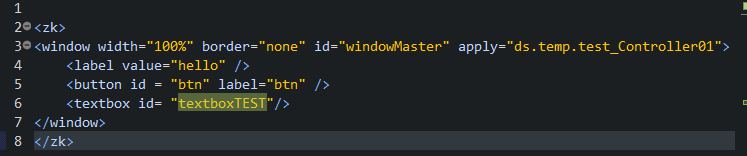 1
2 <zk>
3 <window width="100%" border="none" id="windowMaster" apply="ds.temp.test_Controller01">
4 <label value="hello" />
5 <button id = "btn" label="btn" />
6 <textbox id= "textboxTEST"/>
7 </window>
8 </zk>